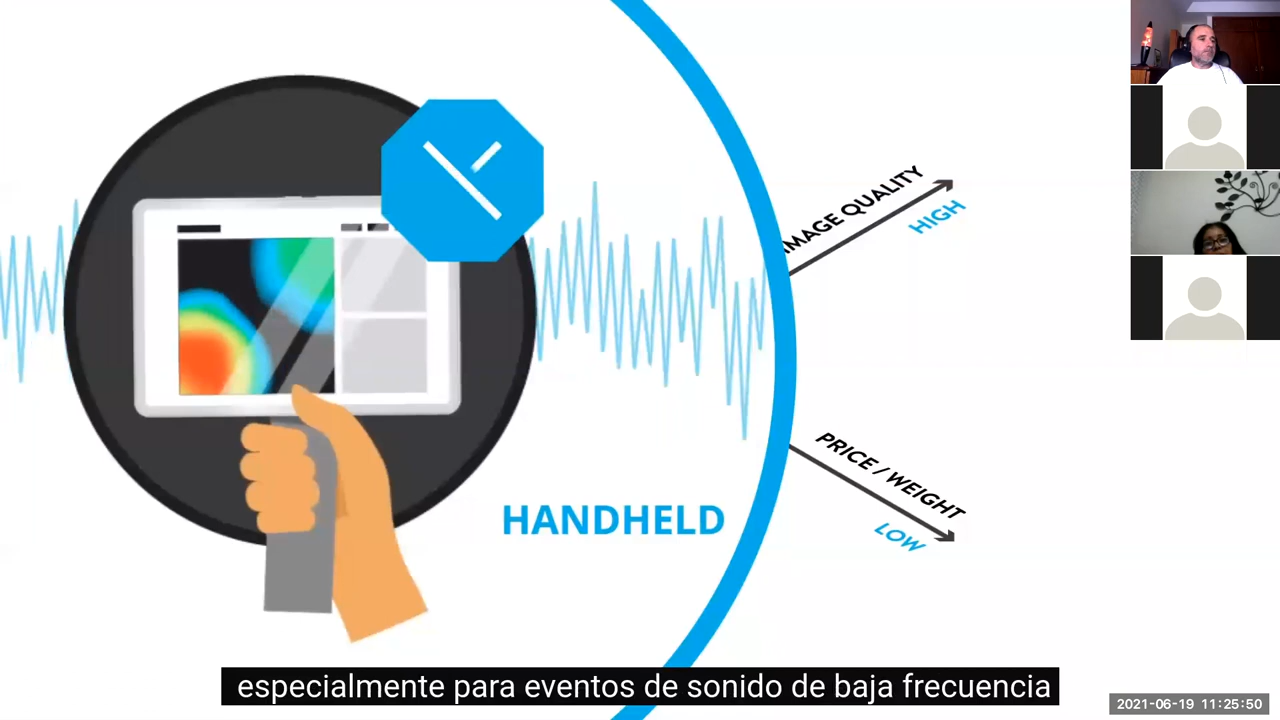 IMAGE QUALITY
HIGH
HANDHELD
PRICE / WEIGHT
LOW
especialmente para eventos de sonido de baja frecuencia
2021-06-19 11:25:50